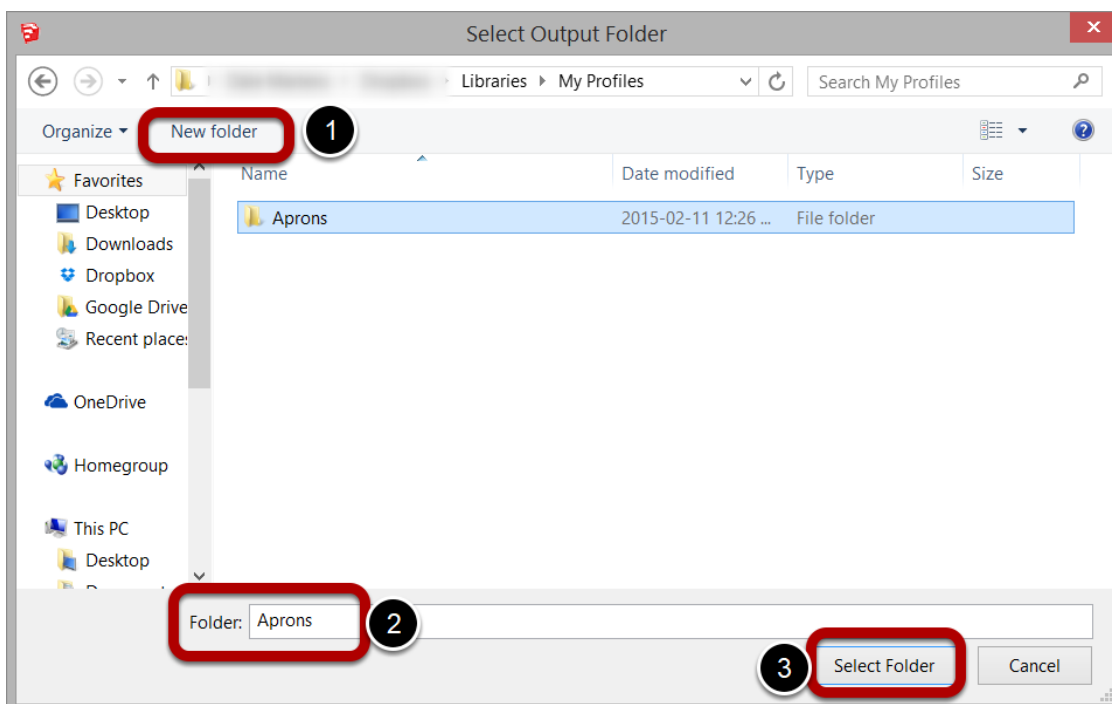 Select Output Folder
Libraries My Profiles
Search My Profiles
Organize
New folder
1
Name
Date modified
Type
Size
Favorites
Desktop
Downloads
Dropbox
Google Drive
Recent places
OneDrive
Homegroup
This PC
Desktop
Aprons
2015-02-11 12:26 ...
File folder
Folder:
Aprons
2
3
Select Folder
Cancel